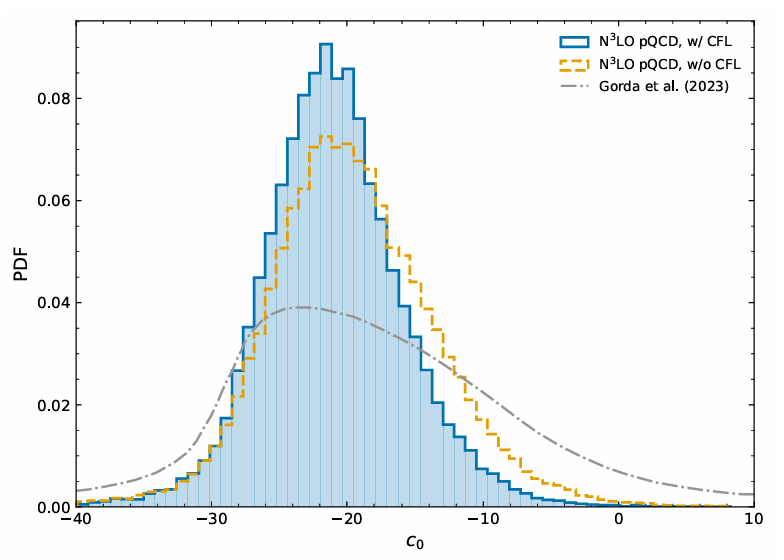 N³LO pQCD, w/ CFL
N³LO pQCD, w/o CFL
Gorda et al. (2023)
0.08
0.06
0.04
0.02
0.00
PDF
−40
−30
−20
−10
0
10
c₀